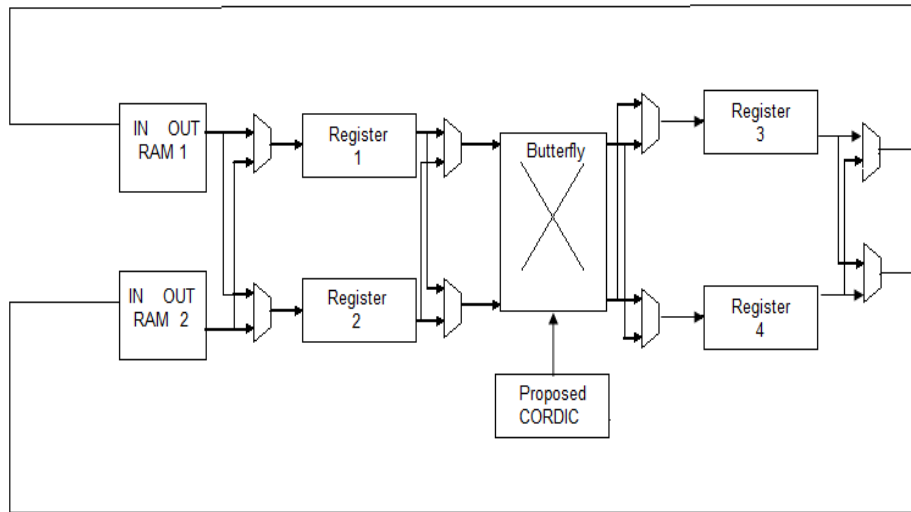 IN OUT
RAM 1
Register
1
Butterfly
Register
3
IN OUT
RAM 2
Register
2
Register
4
Proposed
CORDIC